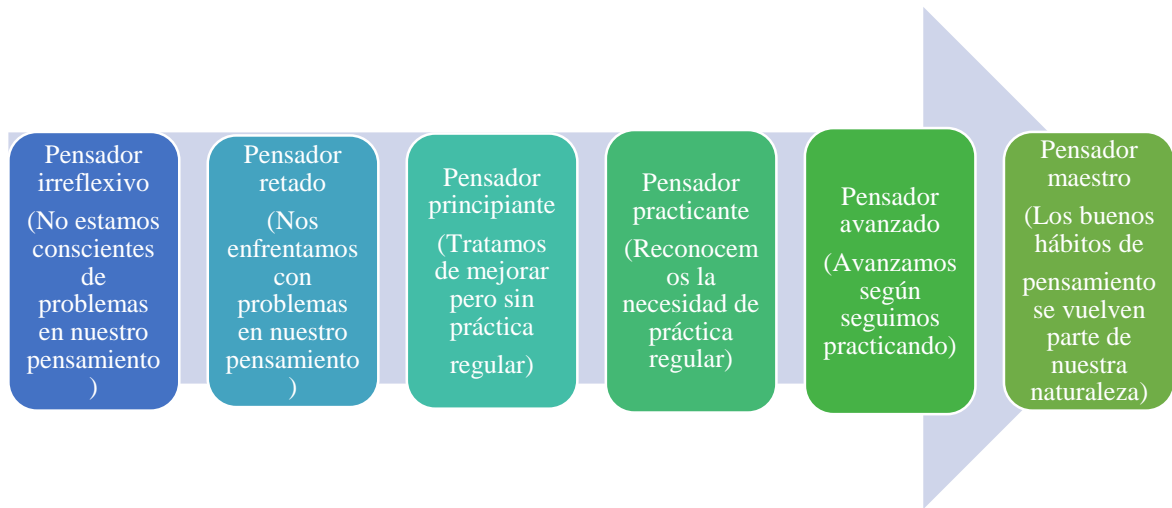 Pensador
irreflexivo
(No estamos
conscientes
de
problemas
en nuestro
pensamiento
)
Pensador
retado
(Nos
enfrentamos
con
problemas
en nuestro
pensamiento
)
Pensador
principiante
(Tratamos
de mejorar
pero sin
práctica
regular)
Pensador
practicante
(Reconocem
os la
necesidad de
práctica
regular)
Pensador
avanzado
(Avanzamos
según
seguimos
practicando)
Pensador
maestro
(Los buenos
hábitos de
pensamiento
se vuelven
parte de
nuestra
naturaleza)